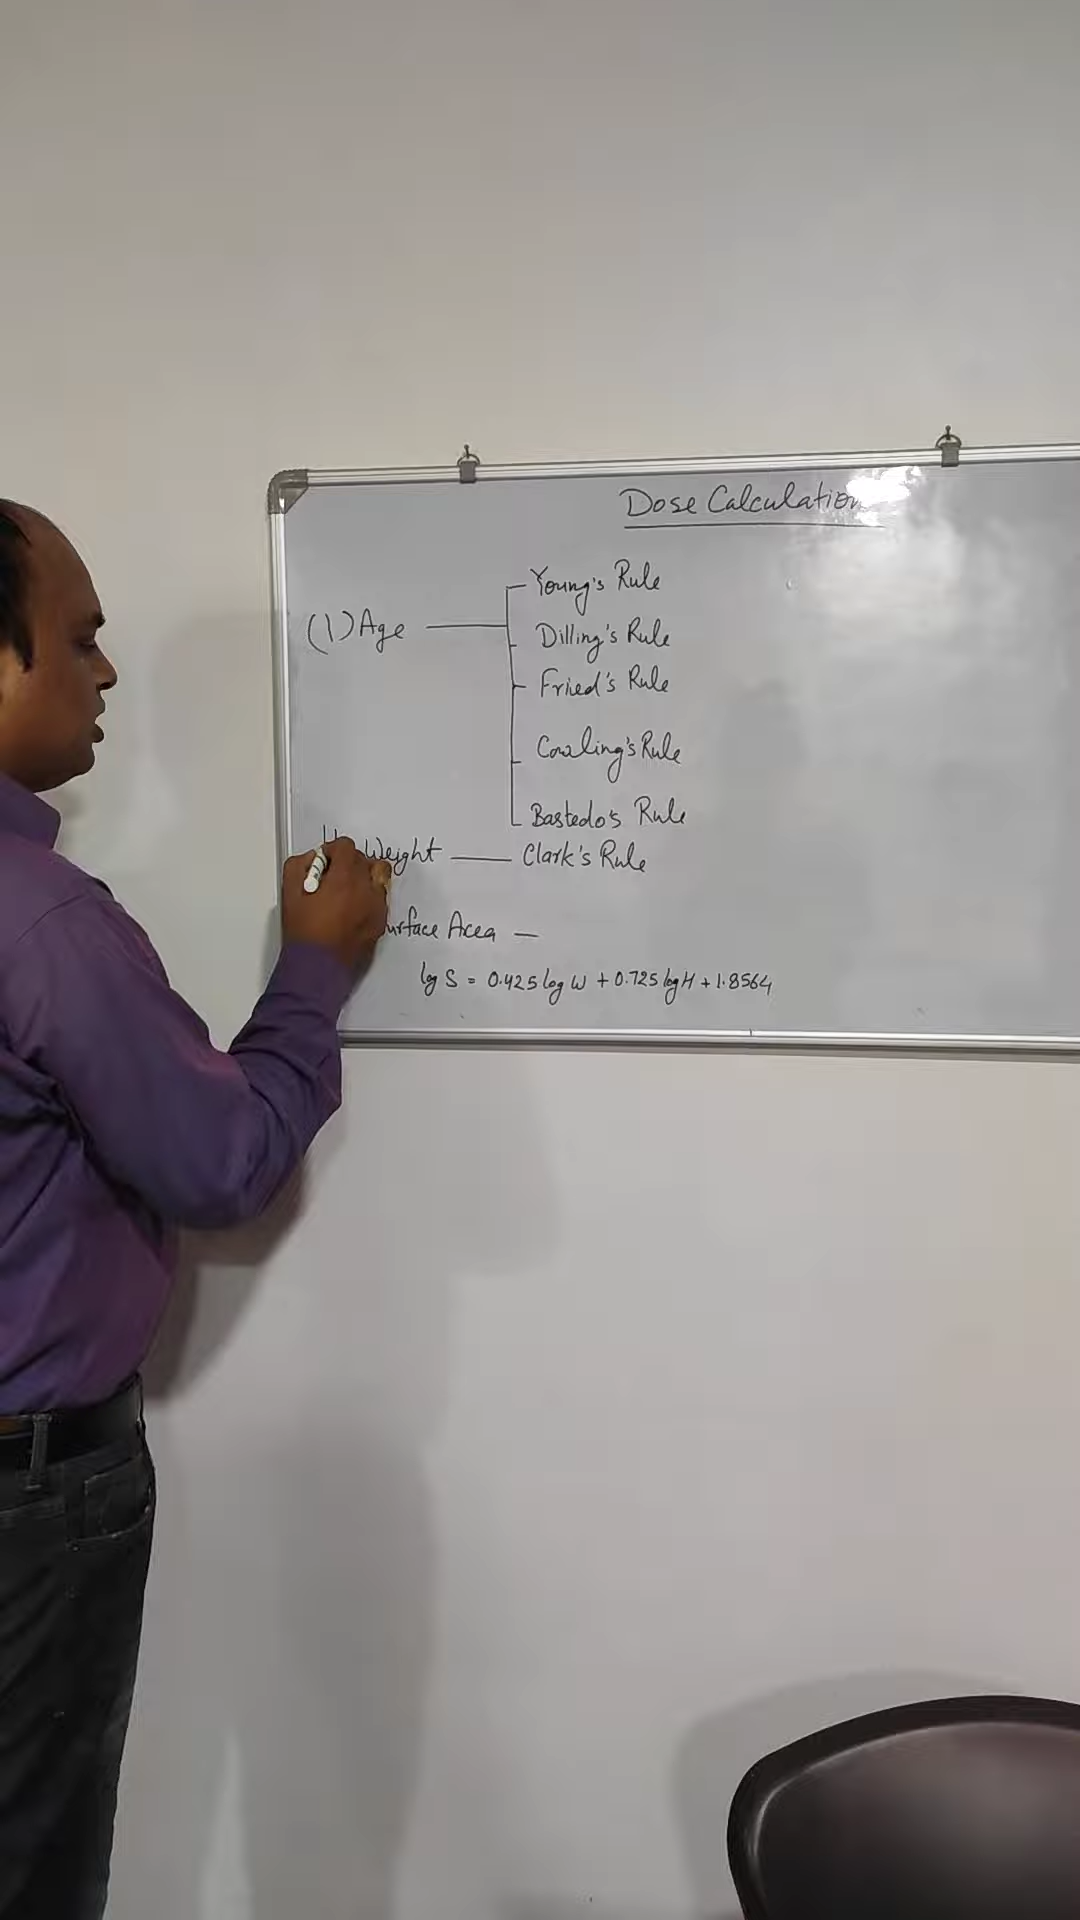 Dose Calculation
(1) Age
Young's Rule
Dilling's Rule
Fried's Rule
Cowling's Rule
Bastedo's Rule
Weight — Clark's Rule
urface Area —
log S = 0.425 log W + 0.725 log H + 1.8564